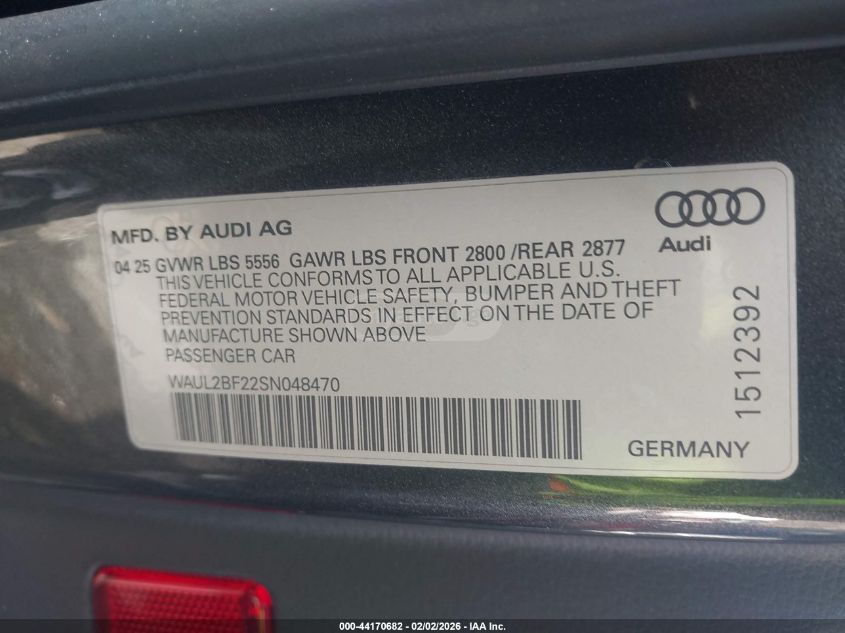 MFD. BY AUDI AG
Audi
04 25 GVWR LBS 5556 GAWR LBS FRONT 2800 /REAR 2877
THIS VEHICLE CONFORMS TO ALL APPLICABLE U.S.
FEDERAL MOTOR VEHICLE SAFETY, BUMPER AND THEFT
PREVENTION STANDARDS IN EFFECT ON THE DATE OF
MANUFACTURE SHOWN ABOVE
PASSENGER CAR
WAUL2BF22SN048470
1512392
GERMANY
000-44170682 - 02/02/2026 - IAA Inc.